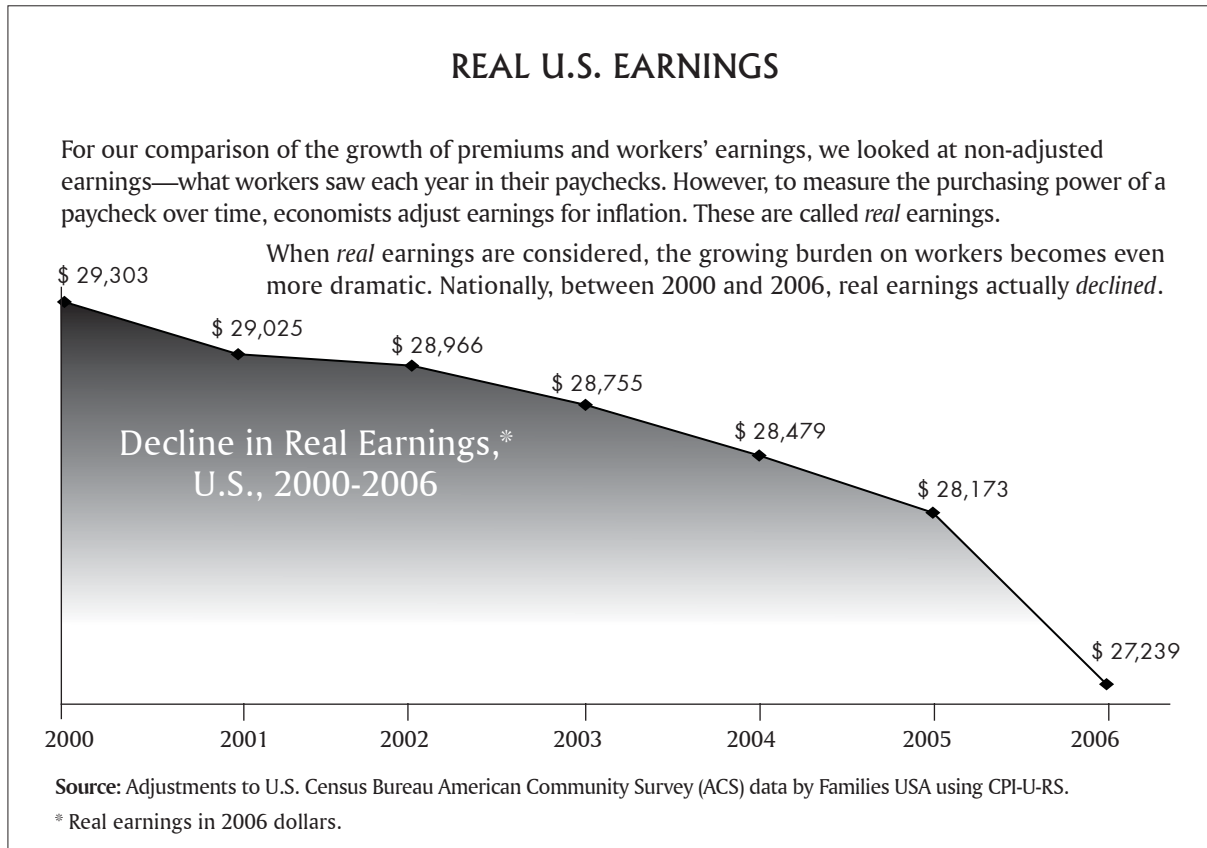 REAL U.S. EARNINGS
For our comparison of the growth of premiums and workers’ earnings, we looked at non-adjusted
earnings—what workers saw each year in their paychecks. However, to measure the purchasing power of a
paycheck over time, economists adjust earnings for inflation. These are called real earnings.
When real earnings are considered, the growing burden on workers becomes even
more dramatic. Nationally, between 2000 and 2006, real earnings actually declined.
$ 29,303
$ 29,025
$ 28,966
$ 28,755
$ 28,479
$ 28,173
$ 27,239
Decline in Real Earnings,*
U.S., 2000-2006
2000 2001 2002 2003 2004 2005 2006
Source: Adjustments to U.S. Census Bureau American Community Survey (ACS) data by Families USA using CPI-U-RS.
* Real earnings in 2006 dollars.